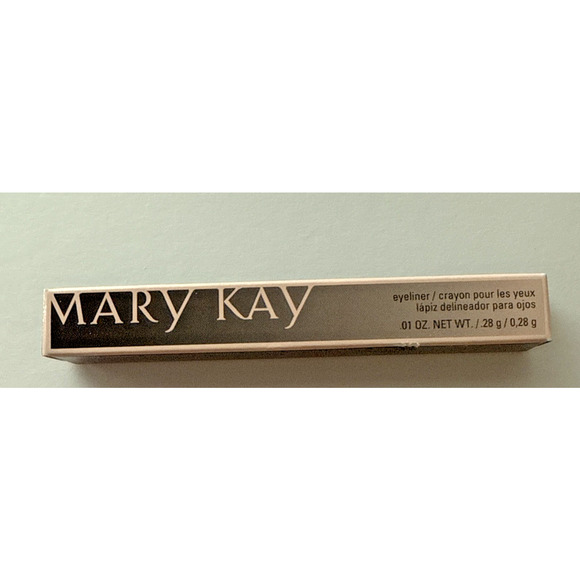 MARY KAY
eyeliner / crayon pour les yeux
lápiz delineador para ojos
.01 OZ. NET WT. / .28 g / 0,28 g